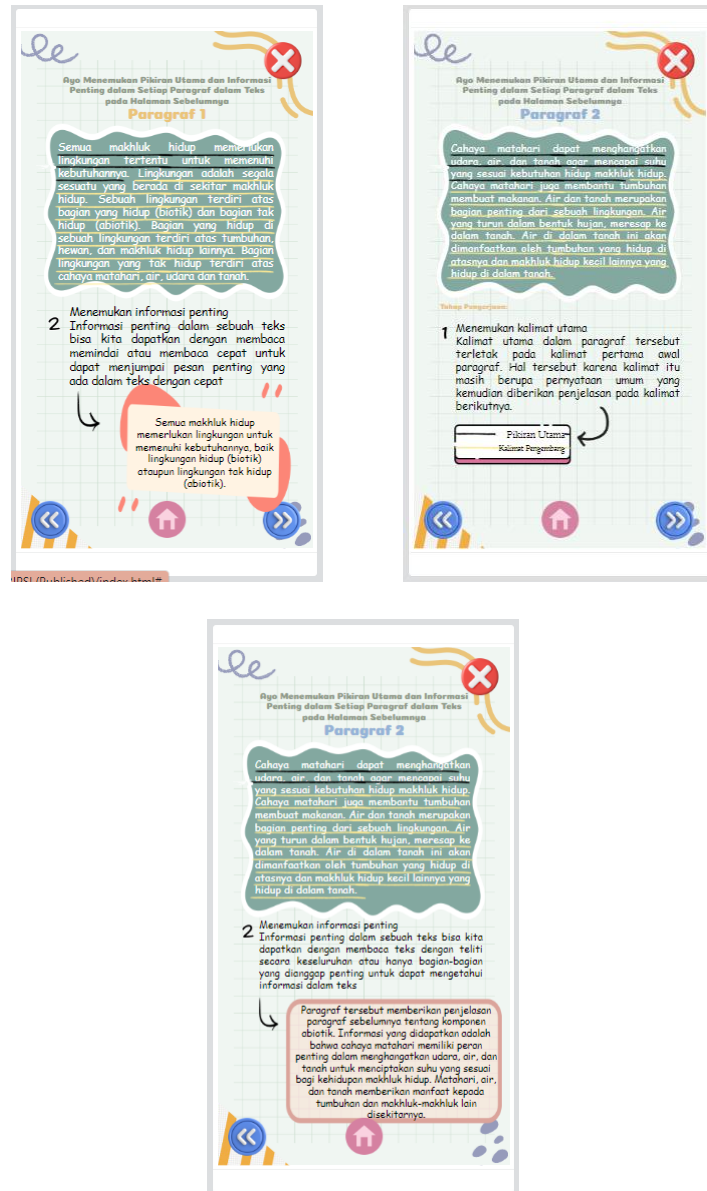 Ayo Menemukan Pikiran Utama dan Informasi
Penting dalam Setiap Paragraf dalam Teks
pada Halaman Sebelumnya
Paragraf 1
Semua makhluk hidup memerlukan
lingkungan tertentu untuk memenuhi
kebutuhannya. Lingkungan adalah segala
sesuatu yang berada di sekitar makhluk
hidup. Sebuah lingkungan terdiri atas
bagian yang hidup (biotik) dan bagian tak
hidup (abiotik). Bagian yang hidup di
sebuah lingkungan terdiri atas tumbuhan,
hewan, dan makhluk hidup lainnya. Bagian
lingkungan yang tak hidup terdiri atas
cahaya matahari, air, udara dan tanah.
2 Menemukan informasi penting
Informasi penting dalam sebuah teks
bisa kita dapatkan dengan membaca
memindai atau membaca cepat untuk
dapat menjumpai pesan penting yang
ada dalam teks dengan cepat
Semua makhluk hidup
memerlukan lingkungan untuk
memenuhi kebutuhannya, baik
lingkungan hidup (biotik)
ataupun lingkungan tak hidup
(abiotik).
Ayo Menemukan Pikiran Utama dan Informasi
Penting dalam Setiap Paragraf dalam Teks
pada Halaman Sebelumnya
Paragraf 2
Cahaya matahari dapat menghangatkan
udara, air, dan tanah agar mencapai suhu
yang sesuai kebutuhan hidup makhluk hidup.
Cahaya matahari juga membantu tumbuhan
membuat makanan. Air dan tanah merupakan
bagian penting dari sebuah lingkungan. Air
yang turun dalam bentuk hujan, meresap ke
dalam tanah. Air di dalam tanah ini akan
dimanfaatkan oleh tumbuhan yang hidup di
atasnya dan makhluk hidup kecil lainnya yang
hidup di dalam tanah.
Tahap Pengerjaan:
1 Menemukan kalimat utama
Kalimat utama dalam paragraf tersebut
terletak pada kalimat pertama awal
paragraf. Hal tersebut karena kalimat itu
masih berupa pernyataan umum yang
kemudian diberikan penjelasan pada kalimat
berikutnya.
Pikiran Utama
Kalimat Pengembang
Ayo Menemukan Pikiran Utama dan Informasi
Penting dalam Setiap Paragraf dalam Teks
pada Halaman Sebelumnya
Paragraf 2
Cahaya matahari dapat menghangatkan
udara, air, dan tanah agar mencapai suhu
yang sesuai kebutuhan hidup makhluk hidup.
Cahaya matahari juga membantu tumbuhan
membuat makanan. Air dan tanah merupakan
bagian penting dari sebuah lingkungan. Air
yang turun dalam bentuk hujan, meresap ke
dalam tanah. Air di dalam tanah ini akan
dimanfaatkan oleh tumbuhan yang hidup di
atasnya dan makhluk hidup kecil lainnya yang
hidup di dalam tanah.
2 Menemukan informasi penting
Informasi penting dalam sebuah teks bisa kita
dapatkan dengan membaca teks dengan teliti
secara keseluruhan atau hanya bagian-bagian
yang dianggap penting untuk dapat mengetahui
informasi dalam teks
Paragraf tersebut memberikan penjelasan
paragraf sebelumnya tentang komponen
abiotik. Informasi yang didapatkan adalah
bahwa cahaya matahari memiliki peran
penting dalam menghangatkan udara, air, dan
tanah untuk menciptakan suhu yang sesuai
bagi kehidupan makhluk hidup. Matahari, air,
dan tanah memberikan manfaat kepada
tumbuhan dan makhluk-makhluk lain
disekitarnya.